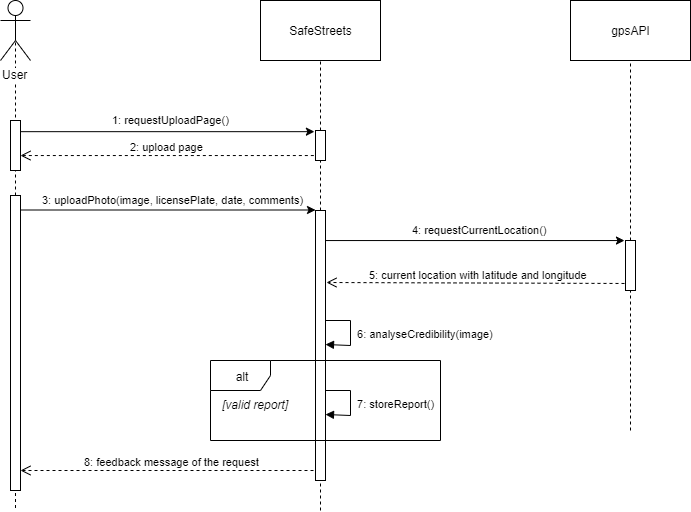 SafeStreets
gpsAPI
User
1: requestUploadPage()
2: upload page
3: uploadPhoto(image, licensePlate, date, comments)
4: requestCurrentLocation()
5: current location with latitude and longitude
6: analyseCredibility(image)
alt
[valid report]
7: storeReport()
8: feedback message of the request